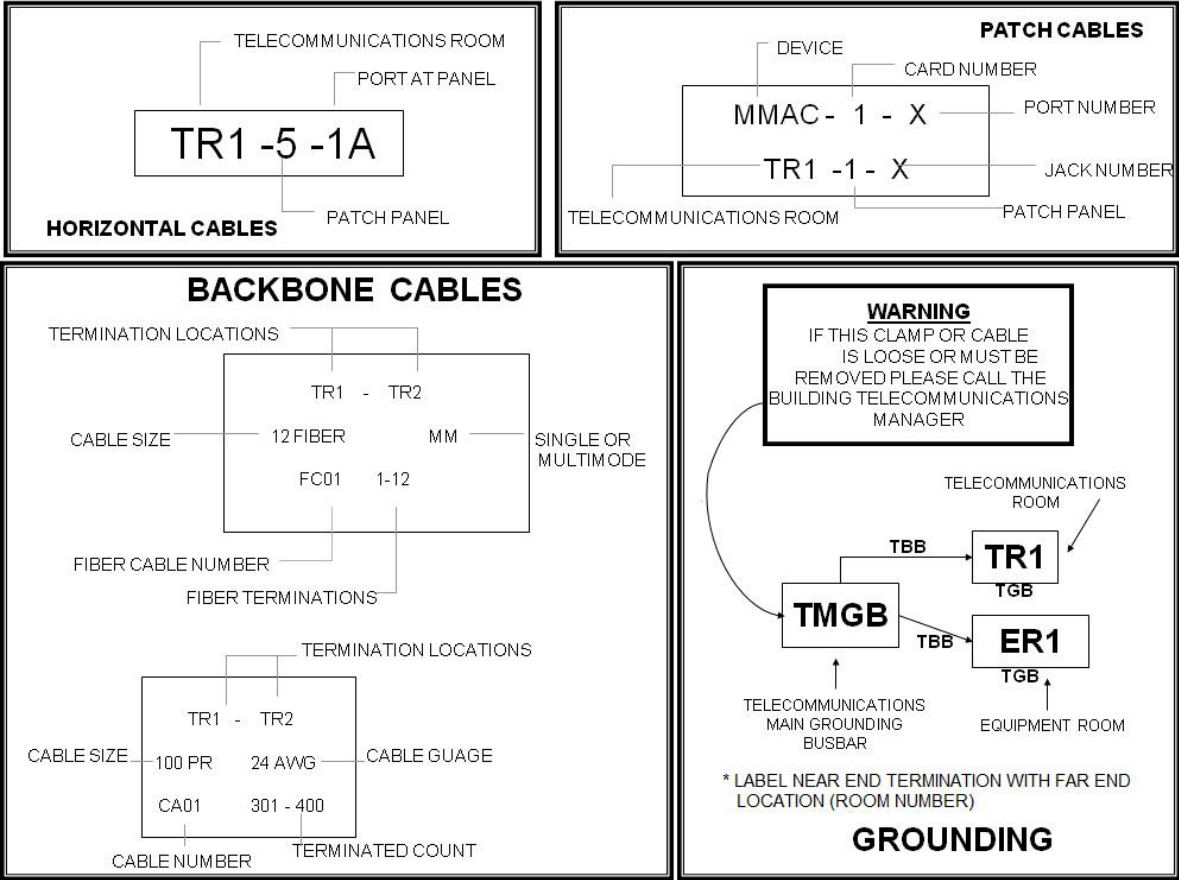 TELECOMMUNICATIONS ROOM
PORT AT PANEL
TR1 -5 -1A
PATCH PANEL
HORIZONTAL CABLES
PATCH CABLES
DEVICE
CARD NUMBER
MMAC - 1 - X
PORT NUMBER
TR1 -1 - X
JACK NUMBER
TELECOMMUNICATIONS ROOM
PATCH PANEL
BACKBONE CABLES
TERMINATION LOCATIONS
TR1 - TR2
CABLE SIZE
12 FIBER MM
SINGLE OR
MULTIMODE
FC01 1-12
FIBER CABLE NUMBER
FIBER TERMINATIONS
TERMINATION LOCATIONS
TR1 - TR2
CABLE SIZE
100 PR 24 AWG
CABLE GUAGE
CA01 301 - 400
CABLE NUMBER
TERMINATED COUNT
WARNING
IF THIS CLAMP OR CABLE
IS LOOSE OR MUST BE
REMOVED PLEASE CALL THE
BUILDING TELECOMMUNICATIONS
MANAGER
TELECOMMUNICATIONS
ROOM
TBB
TR1
TGB
TMGB
TBB
ER1
TGB
TELECOMMUNICATIONS
MAIN GROUNDING
BUSBAR
EQUIPMENT ROOM
* LABEL NEAR END TERMINATION WITH FAR END
LOCATION (ROOM NUMBER)
GROUNDING